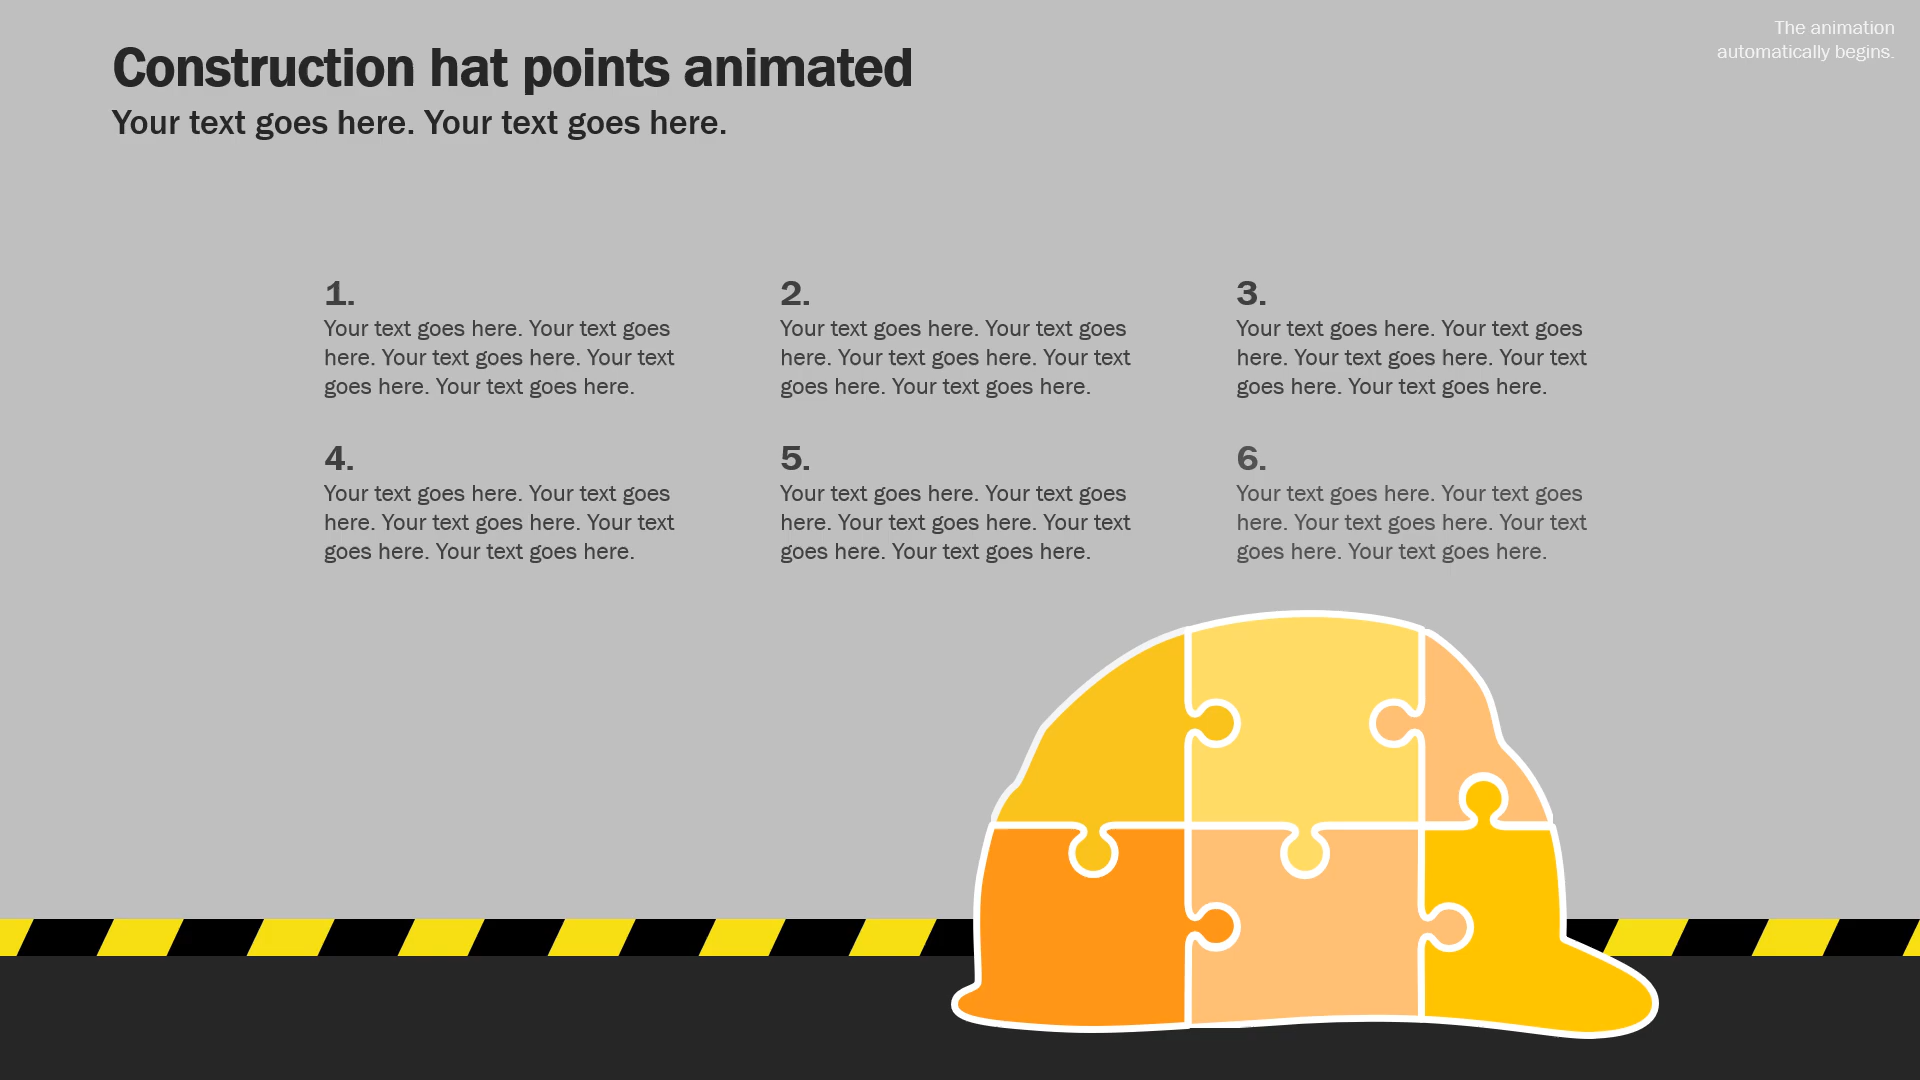 The animation
automatically begins.
Construction hat points animated
Your text goes here. Your text goes here.
1.
Your text goes here. Your text goes
here. Your text goes here. Your text
goes here. Your text goes here.
2.
Your text goes here. Your text goes
here. Your text goes here. Your text
goes here. Your text goes here.
3.
Your text goes here. Your text goes
here. Your text goes here. Your text
goes here. Your text goes here.
4.
Your text goes here. Your text goes
here. Your text goes here. Your text
goes here. Your text goes here.
5.
Your text goes here. Your text goes
here. Your text goes here. Your text
goes here. Your text goes here.
6.
Your text goes here. Your text goes
here. Your text goes here. Your text
goes here. Your text goes here.